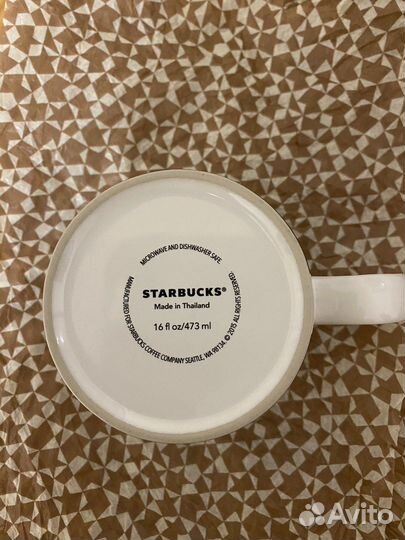 MICROWAVE AND DISHWASHER SAFE.
STARBUCKS®
Made in Thailand
16 fl oz/473 ml
MANUFACTURED FOR STARBUCKS COFFEE COMPANY SEATTLE, WA 98134. © 2015 ALL RIGHTS RESERVED.
Avito